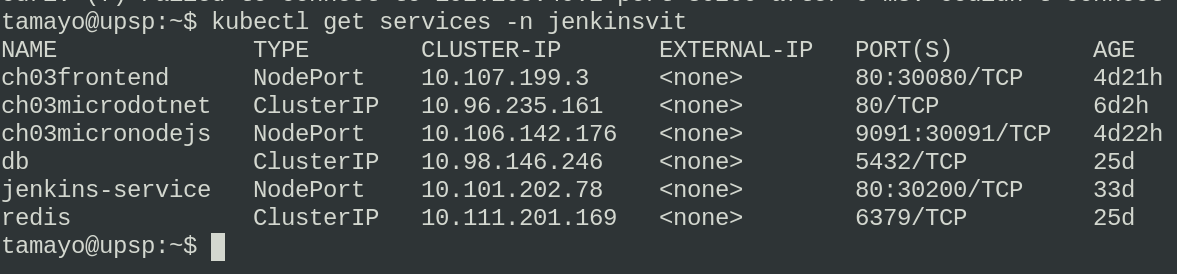 tamayo@upsp:~$ kubectl get services -n jenkinsvit
NAME TYPE CLUSTER-IP EXTERNAL-IP PORT(S) AGE
ch03frontend NodePort 10.107.199.3 <none> 80:30080/TCP 4d21h
ch03microdotnet ClusterIP 10.96.235.161 <none> 80/TCP 6d2h
ch03micronodejs NodePort 10.106.142.176 <none> 9091:30091/TCP 4d22h
db ClusterIP 10.98.146.246 <none> 5432/TCP 25d
jenkins-service NodePort 10.101.202.78 <none> 80:30200/TCP 33d
redis ClusterIP 10.111.201.169 <none> 6379/TCP 25d
tamayo@upsp:~$